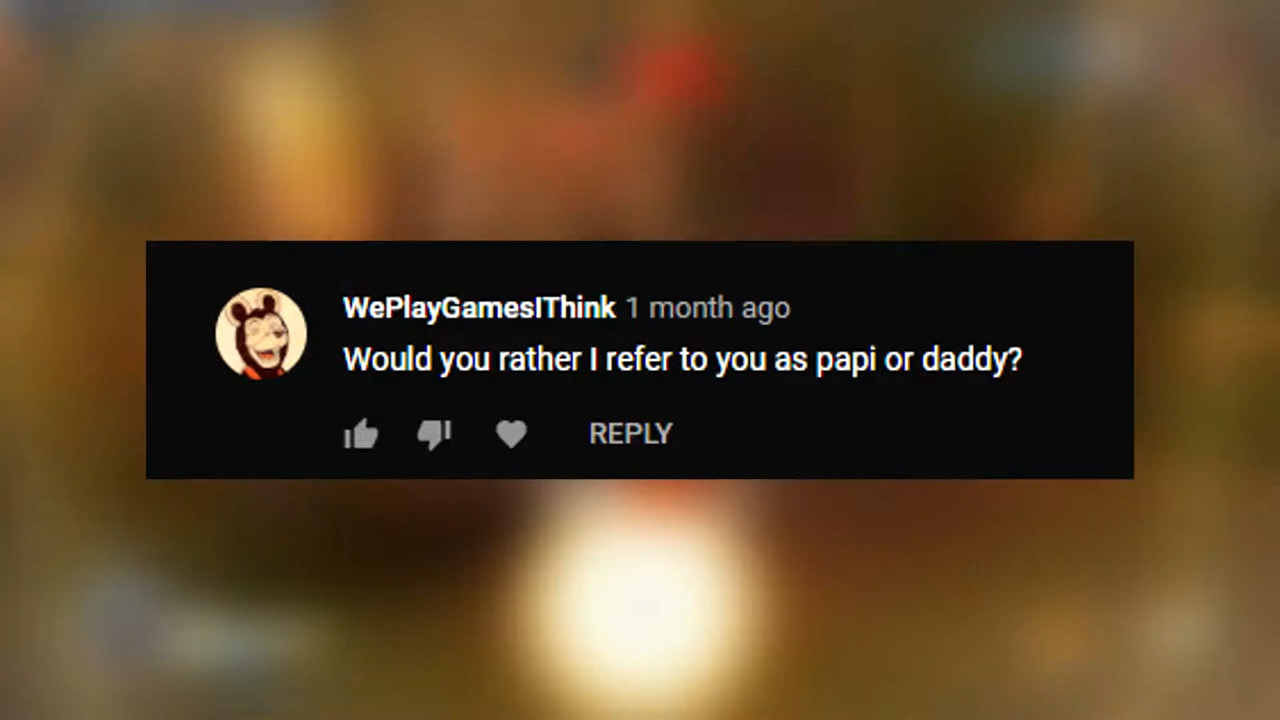 WePlayGamesIThink 1 month ago
Would you rather I refer to you as papi or daddy?
REPLY